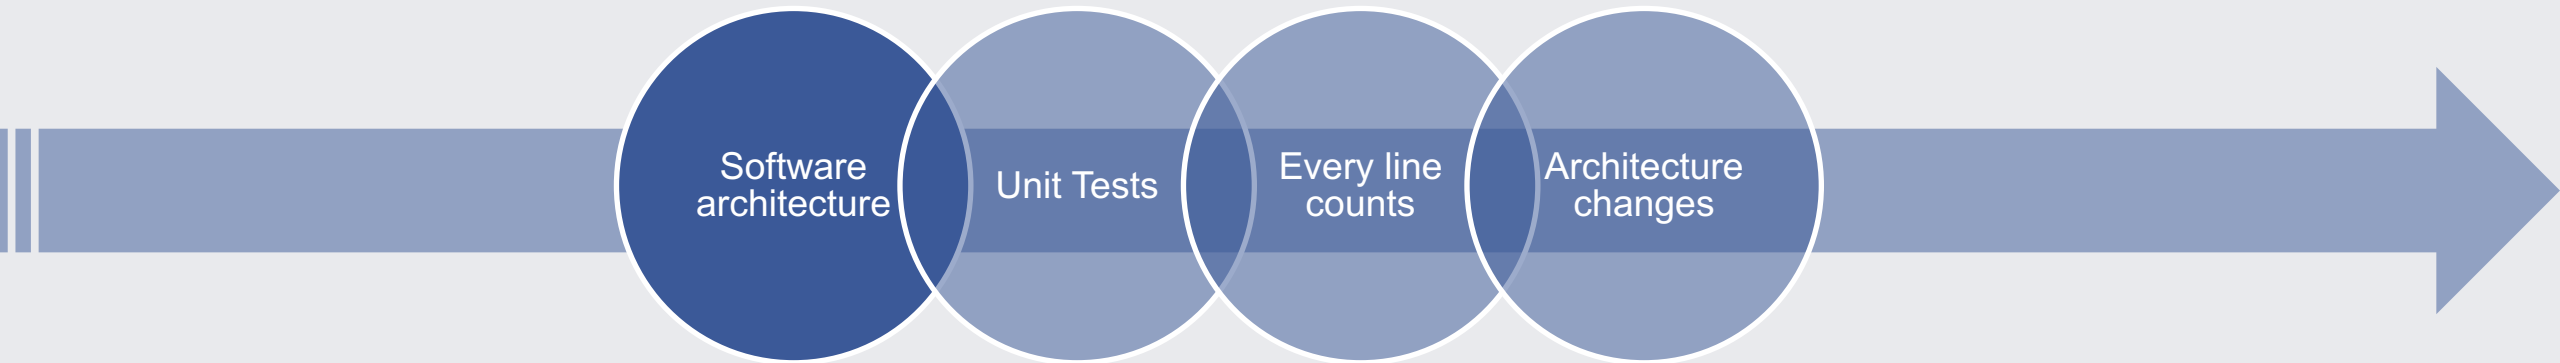 Software
architecture
Unit Tests
Every line
counts
Architecture
changes